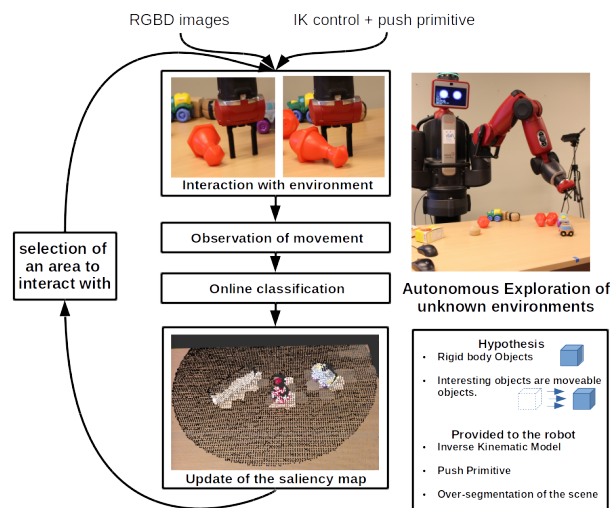 RGBD images
IK control + push primitive
Interaction with environment
Observation of movement
Online classification
Update of the saliency map
selection of
an area to
interact with
Autonomous Exploration of
unknown environments
Hypothesis
• Rigid body Objects
• Interesting objects are moveable
objects.
Provided to the robot
• Inverse Kinematic Model
• Push Primitive
• Over-segmentation of the scene